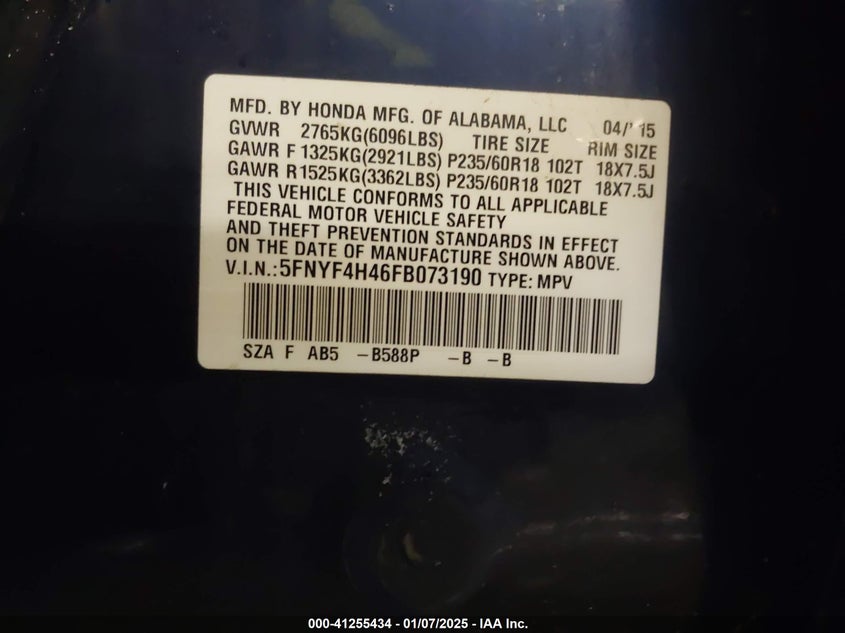 MFD. BY HONDA MFG. OF ALABAMA, LLC 04/15
GVWR 2765KG(6096LBS) TIRE SIZE RIM SIZE
GAWR F 1325KG(2921LBS) P235/60R18 102T 18X7.5J
GAWR R1525KG(3362LBS) P235/60R18 102T 18X7.5J
THIS VEHICLE CONFORMS TO ALL APPLICABLE
FEDERAL MOTOR VEHICLE SAFETY
AND THEFT PREVENTION STANDARDS IN EFFECT
ON THE DATE OF MANUFACTURE SHOWN ABOVE.
V.I.N.:5FNYF4H46FB073190 TYPE: MPV
SZA F AB5 -B588P -B -B
000-41255434 - 01/07/2025 - IAA Inc.